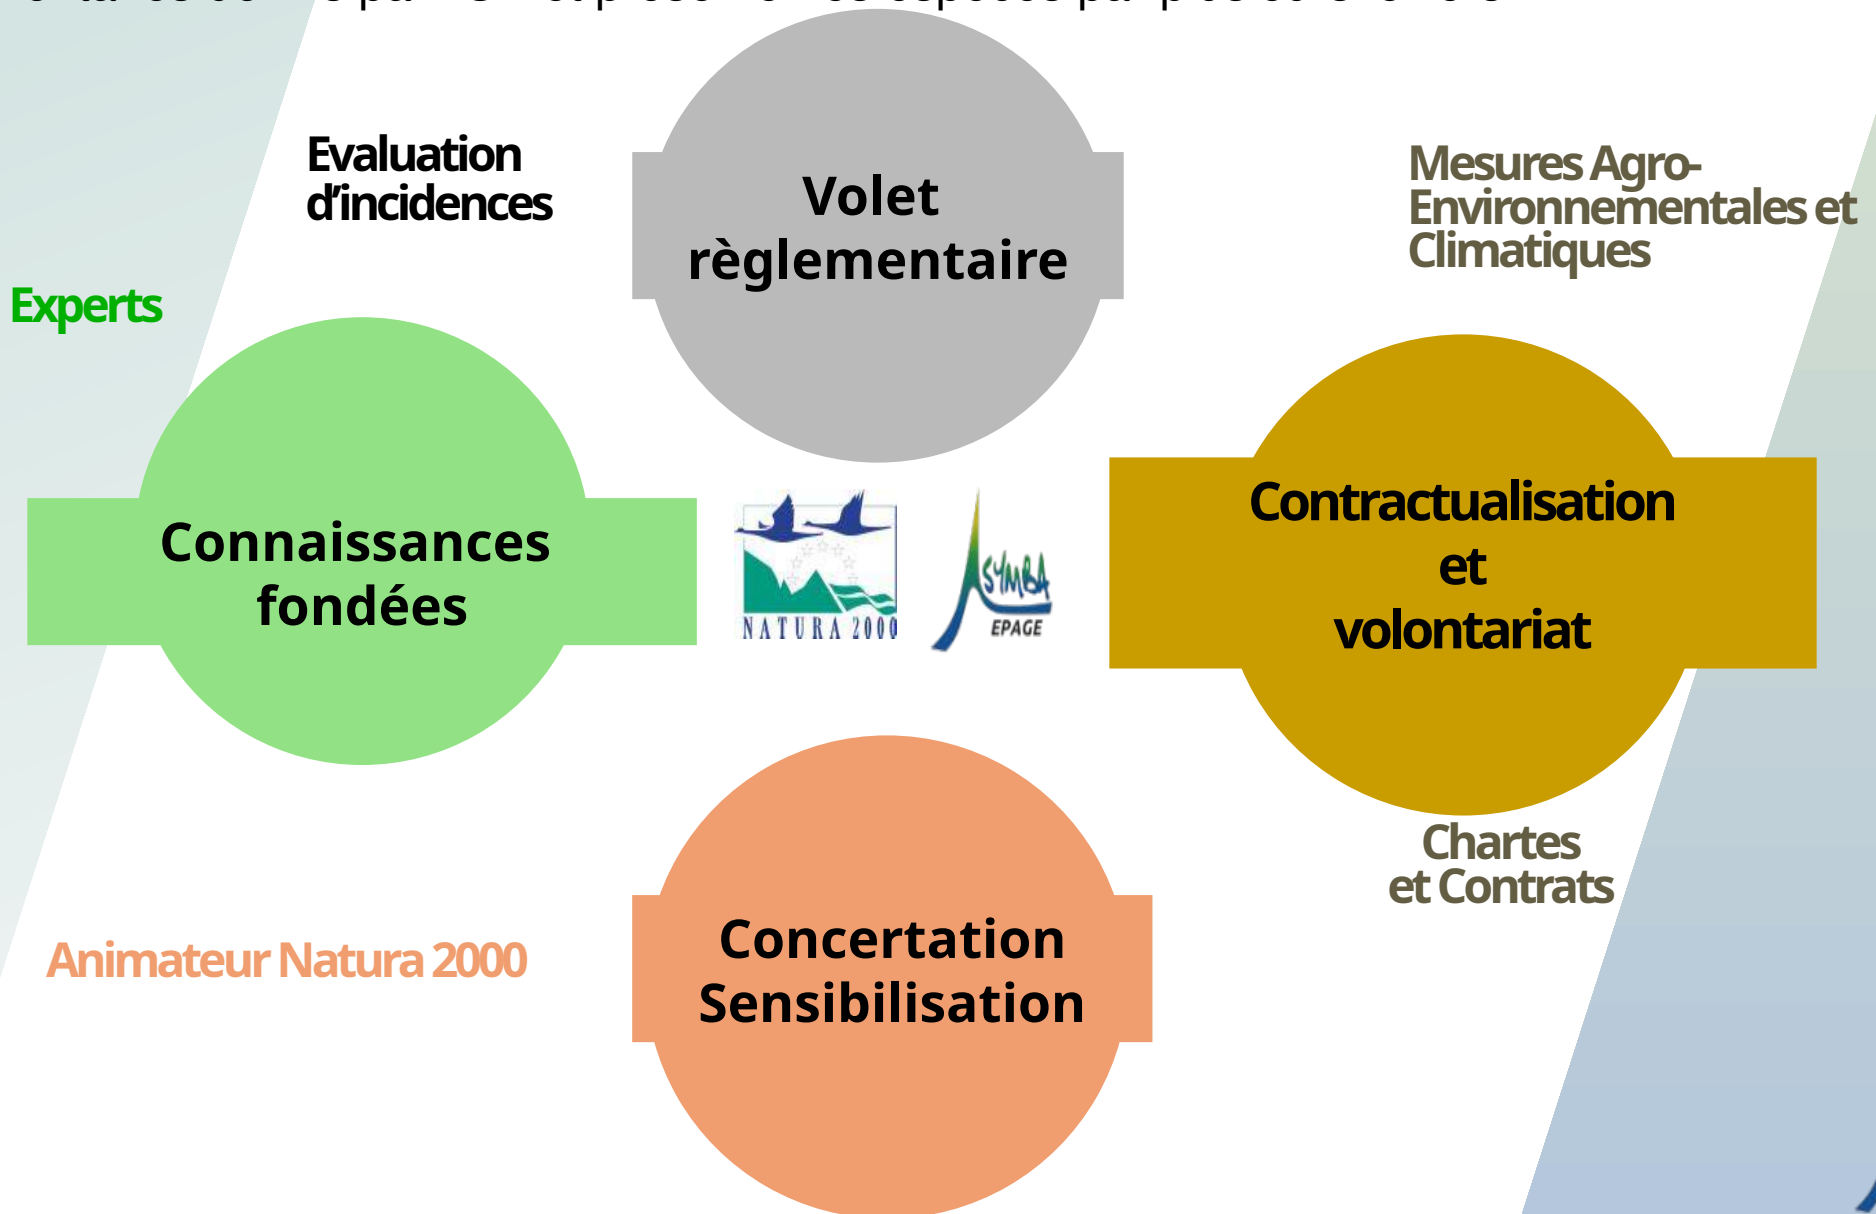 Evaluation
d’incidences
Volet
règlementaire
Mesures Agro-
Environnementales et
Climatiques
Experts
Connaissances
fondées
NATURA 2000
SYMBA
EPAGE
Contractualisation
et
volontariat
Chartes
et Contrats
Animateur Natura 2000
Concertation
Sensibilisation